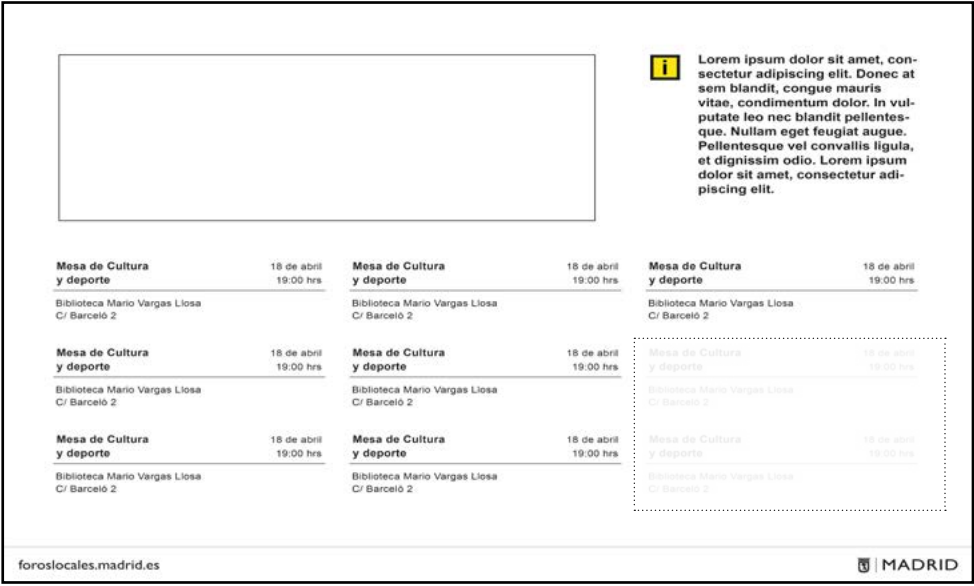 i
Lorem ipsum dolor sit amet, con-
sectetur adipiscing elit. Donec at
sem blandit, congue mauris
vitae, condimentum dolor. In vul-
putate leo nec blandit pellentes-
que. Nullam eget feugiat augue.
Pellentesque vel convallis ligula,
et dignissim odio. Lorem ipsum
dolor sit amet, consectetur adi-
piscing elit.
Mesa de Cultura 18 de abril
y deporte 19:00 hrs
Biblioteca Mario Vargas Llosa
C/ Barceló 2
Mesa de Cultura 18 de abril
y deporte 19:00 hrs
Biblioteca Mario Vargas Llosa
C/ Barceló 2
Mesa de Cultura 18 de abril
y deporte 19:00 hrs
Biblioteca Mario Vargas Llosa
C/ Barceló 2
Mesa de Cultura 18 de abril
y deporte 19:00 hrs
Biblioteca Mario Vargas Llosa
C/ Barceló 2
Mesa de Cultura 18 de abril
y deporte 19:00 hrs
Biblioteca Mario Vargas Llosa
C/ Barceló 2
Mesa de Cultura 18 de abril
y deporte 19:00 hrs
Biblioteca Mario Vargas Llosa
C/ Barceló 2
Mesa de Cultura 18 de abril
y deporte 19:00 hrs
Biblioteca Mario Vargas Llosa
C/ Barceló 2
Mesa de Cultura 18 de abril
y deporte 19:00 hrs
Biblioteca Mario Vargas Llosa
C/ Barceló 2
Mesa de Cultura 18 de abril
y deporte 19:00 hrs
Biblioteca Mario Vargas Llosa
C/ Barceló 2
foroslocales.madrid.es
MADRID